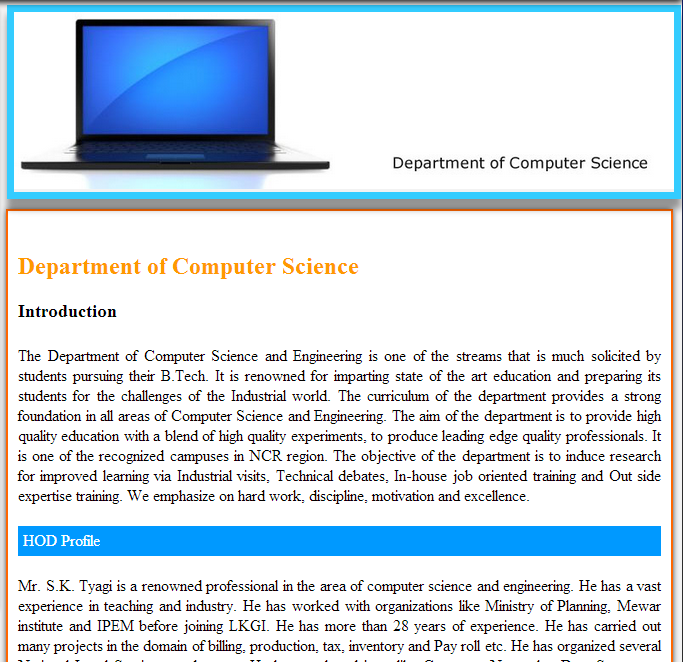 Department of Computer Science
Department of Computer Science
Introduction
The Department of Computer Science and Engineering is one of the streams that is much solicited by
students pursuing their B.Tech. It is renowned for imparting state of the art education and preparing its
students for the challenges of the Industrial world. The curriculum of the department provides a strong
foundation in all areas of Computer Science and Engineering. The aim of the department is to provide high
quality education with a blend of high quality experiments, to produce leading edge quality professionals. It
is one of the recognized campuses in NCR region. The objective of the department is to induce research
for improved learning via Industrial visits, Technical debates, In-house job oriented training and Out side
expertise training. We emphasize on hard work, discipline, motivation and excellence.
HOD Profile
Mr. S.K. Tyagi is a renowned professional in the area of computer science and engineering. He has a vast
experience in teaching and industry. He has worked with organizations like Ministry of Planning, Mewar
institute and IPEM before joining LKGI. He has more than 28 years of experience. He has carried out
many projects in the domain of billing, production, tax, inventory and Pay roll etc. He has organized several